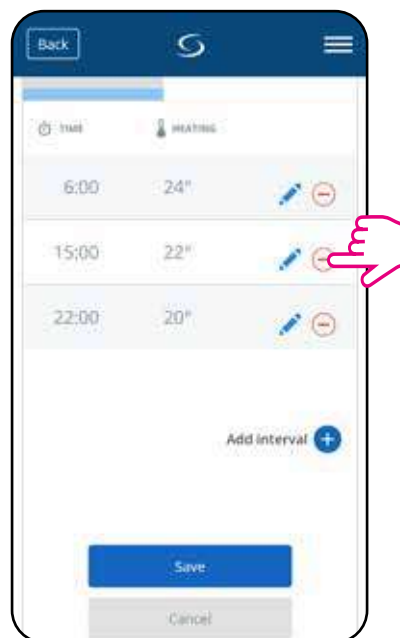 Back
TIME HEATING
6:00 24°
15:00 22°
22:00 20°
Add interval
Save
Cancel